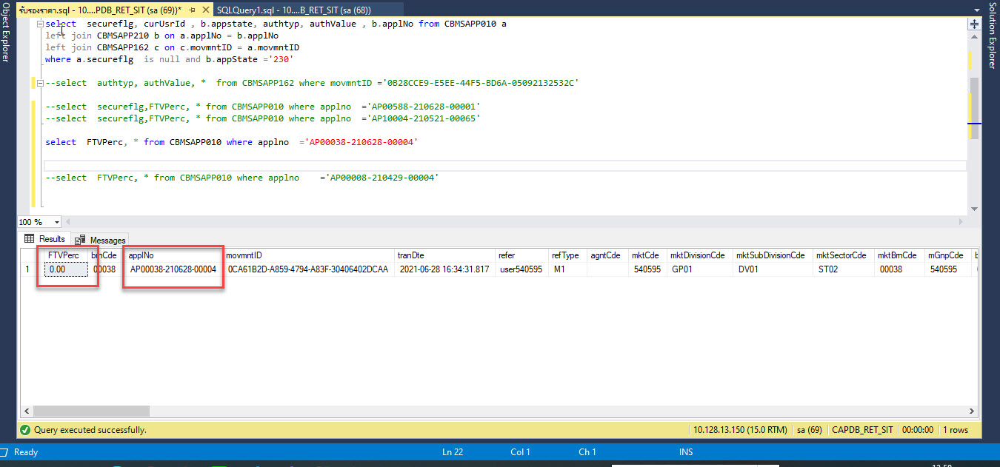 รับรองราคา.sql - 10....PDB_RET_SIT (sa (69))* SQLQuery1.sql - 10....B_RET_SIT (sa (68))
Object Explorer
Solution Explorer
select secureflg, curUsrId , b.appstate, authtyp, authValue , b.applNo from CBMSAPP010 a
left join CBMSAPP210 b on a.applNo = b.applNo
left join CBMSAPP162 c on c.movmntID = a.movmntID
where a.secureflg is null and b.appState ='230'
--select authtyp, authValue, * from CBMSAPP162 where movmntID ='0B28CCE9-E5EE-44F5-BD6A-05092132532C'
--select secureflg,FTVPerc, * from CBMSAPP010 where applno ='AP00588-210628-00001'
--select secureflg,FTVPerc, * from CBMSAPP010 where applno ='AP10004-210521-00065'
select FTVPerc, * from CBMSAPP010 where applno ='AP00038-210628-00004'
--select FTVPerc, * from CBMSAPP010 where applno ='AP00008-210429-00004'
100 %
Results Messages
FTVPerc brnCde applNo movmntID tranDte refer refType agntCde mktCde mktDivisionCde mktSubDivisionCde mktSectorCde mktBrnCde mGnpCde
1 0.00 00038 AP00038-210628-00004 0CA61B2D-A859-4794-A83F-30406402DCAA 2021-06-28 16:34:31.817 user540595 M1 540595 GP01 DV01 ST02 00038 540595
Query executed successfully. 10.128.13.150 (15.0 RTM) sa (69) CAPDB_RET_SIT 00:00:00 1 rows
Ready Ln 22 Col 1 Ch 1 INS